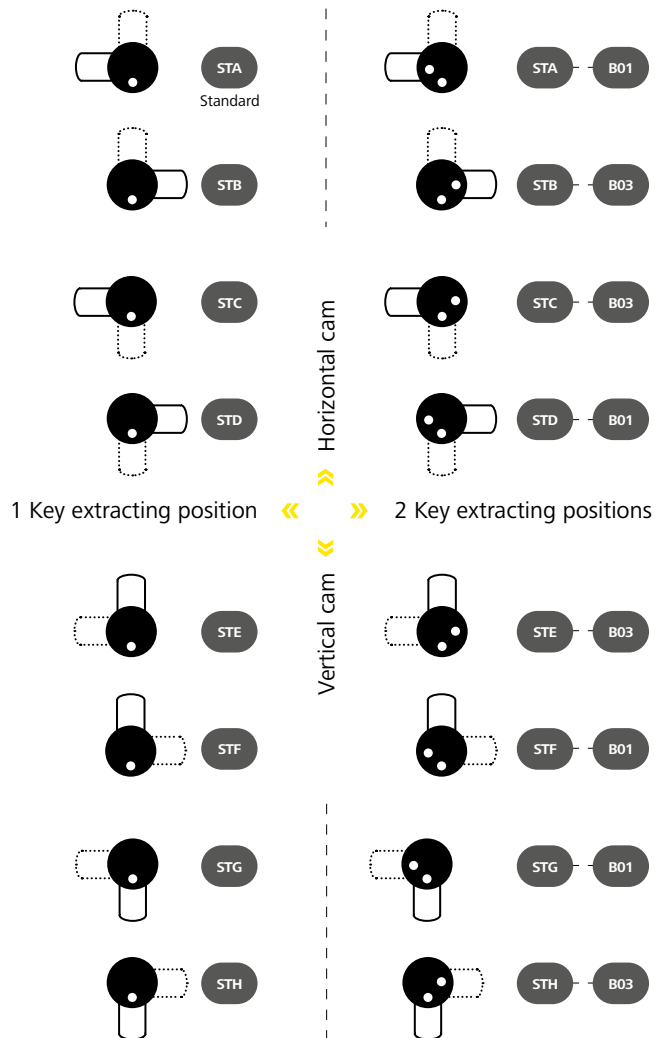 STA STA B01
Standard
STB STB B03
STC STC B03
Horizontal cam
STD STD B01
1 Key extracting position « » 2 Key extracting positions
Vertical cam
STE STE B03
STF STF B01
STG STG B01
STH STH B03